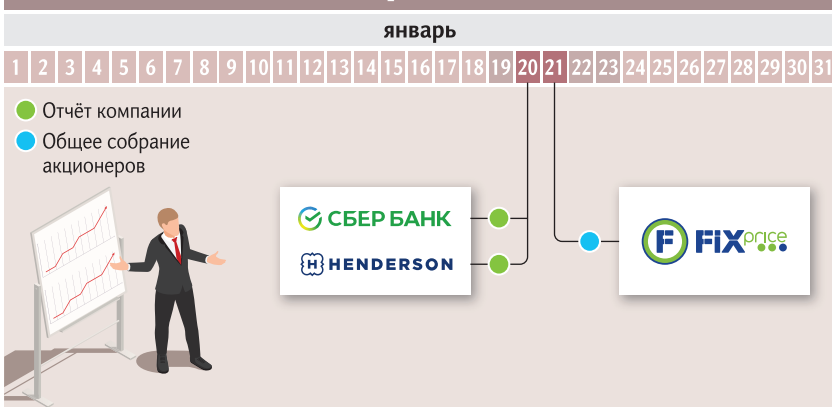 январь
1 2 3 4 5 6 7 8 9 10 11 12 13 14 15 16 17 18 19 20 21 22 23 24 25 26 27 28 29 30 31
Отчёт компании
Общее собрание
акционеров
СБЕР БАНК
H HENDERSON
F FiX price